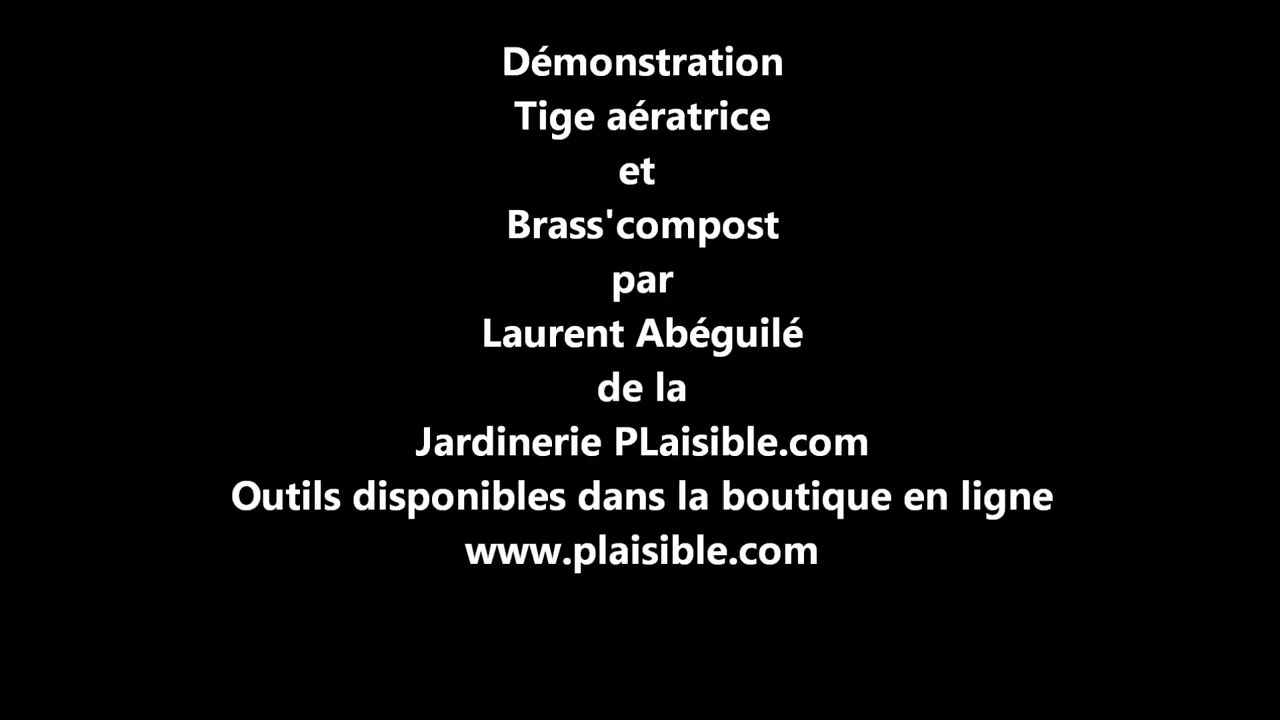 Démonstration
Tige aératrice
et
Brass'compost
par
Laurent Abéguilé
de la
Jardinerie PLaisible.com
Outils disponibles dans la boutique en ligne
www.plaisible.com